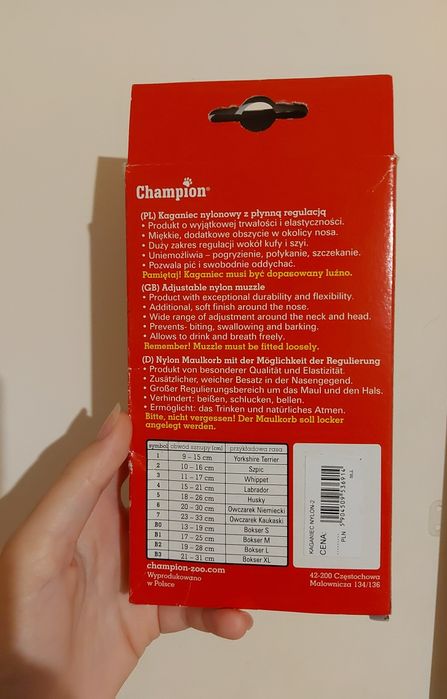 Champion®
(PL) Kaganiec nylonowy z płynną regulacją
• Produkt o wyjątkowej trwałości i elastyczności.
• Miękkie, dodatkowe obszycie w okolicy nosa.
• Duży zakres regulacji wokół kufy i szyi.
• Uniemożliwia - pogryzienie, połykanie, szczekanie.
• Pozwala pić i swobodnie oddychać.
Pamiętaj! Kaganiec musi być dopasowany luźno.
(GB) Adjustable nylon muzzle
• Product with exceptional durability and flexibility.
• Additional, soft finish around the nose.
• Wide range of adjustment around the neck and head.
• Prevents- biting, swallowing and barking.
• Allows to drink and breath freely.
Remember! Muzzle must be fitted loosely.
(D) Nylon Maulkorb mit der Möglichkeit der Regulierung
• Produkt von besonderer Qualität und Elastizität.
• Zusätzlicher, weicher Besatz in der Nasengegend.
• Großer Regulierungsbereich um das Maul und den Hals.
• Verhindert: beißen, schlucken, bellen.
• Ermöglicht: das Trinken und natürliches Atmen.
Bitte, nicht vergessen! Der Maulkorb soll locker
angelegt werden.
symbol obwód sznupy (cm) przykładowa rasa
1 9 – 15 cm Yorkshire Terrier
2 10 – 16 cm Szpic
3 11 – 17 cm Whippet
4 15 – 21 cm Labrador
5 18 – 26 cm Husky
6 20 – 30 cm Owczarek Niemiecki
7 23 – 33 cm Owczarek Kaukaski
B0 13 – 19 cm Bokser S
B1 17 – 25 cm Bokser M
B2 19 – 28 cm Bokser L
B3 21 – 31 cm Bokser XL
KAGANIEC NYLON-2
CENA:
PLN
5 904509 536914
champion-zoo.com
Wyprodukowano
w Polsce
42-200 Częstochowa
Malownicza 134/136